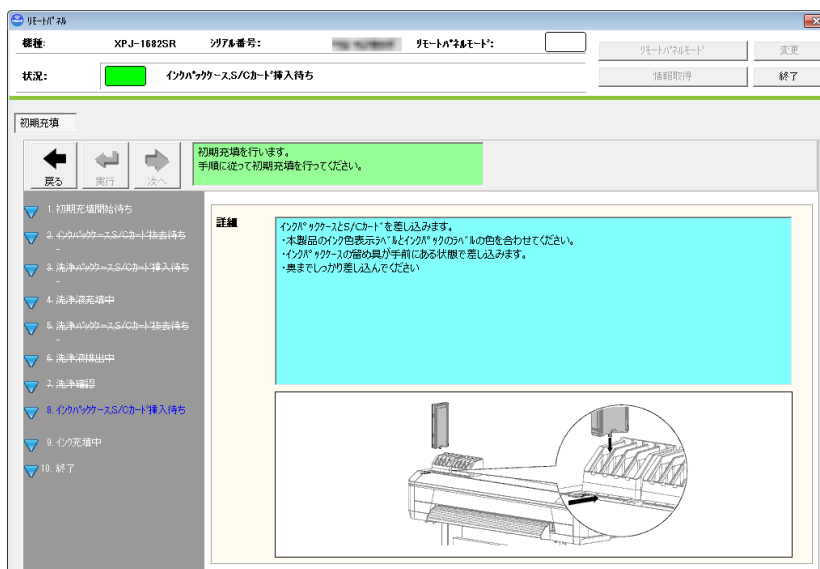 リモートパネル
機種:
XPJ-1682SR
シリアル番号:
リモートパネルモード:
リモートパネルモード
変更
状況:
インクパックケース,S/Cカード挿入待ち
情報取得
終了
初期充填
戻る
実行
次へ
初期充填を行います。
手順に従って初期充填を行ってください。
1. 初期充填開始待ち
2. インクパックケース,S/Cカード抜去待ち
3. 洗浄パックケース,S/Cカード挿入待ち
4. 洗浄液充填中
5. 洗浄パックケース,S/Cカード抜去待ち
6. 洗浄液排出中
7. 洗浄確認
8. インクパックケース,S/Cカード挿入待ち
9. インク充填中
10. 終了
詳細
インクパックケースとS/Cカードを差し込みます。
・本製品のインク色表示ラベルとインクパックのラベルの色を合わせてください。
・インクパックケースの留め具が手前にある状態で差し込みます。
・奥までしっかり差し込んでください